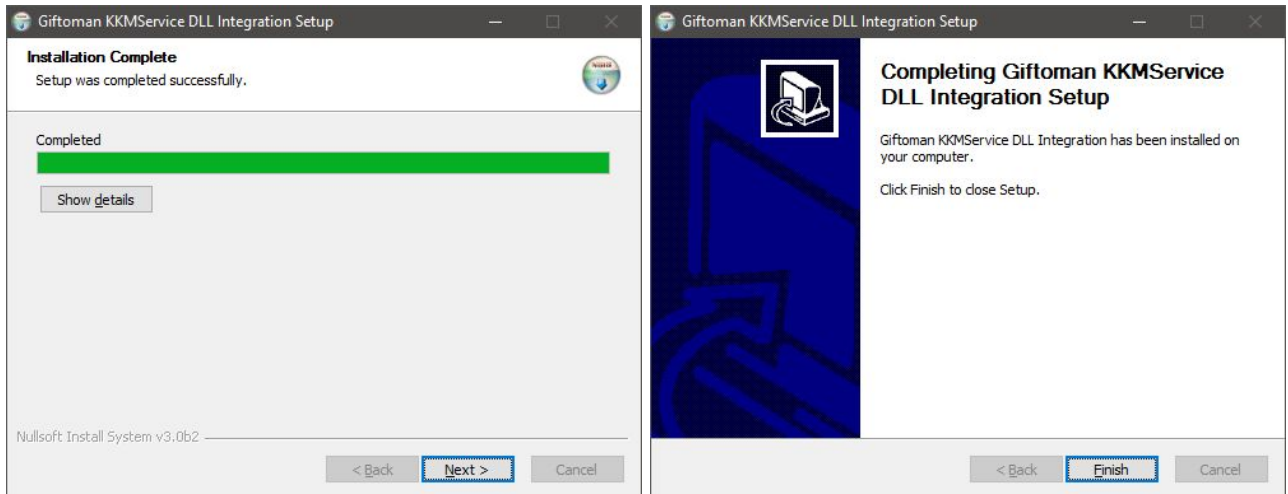 Giftoman KKMService DLL Integration Setup
Installation Complete
Setup was completed successfully.
Completed
Show details
Nullsoft Install System v3.0b2
< Back
Next >
Cancel
Giftoman KKMService DLL Integration Setup
Completing Giftoman KKMService
DLL Integration Setup
Giftoman KKMService DLL Integration has been installed on
your computer.
Click Finish to close Setup.
< Back
Finish
Cancel